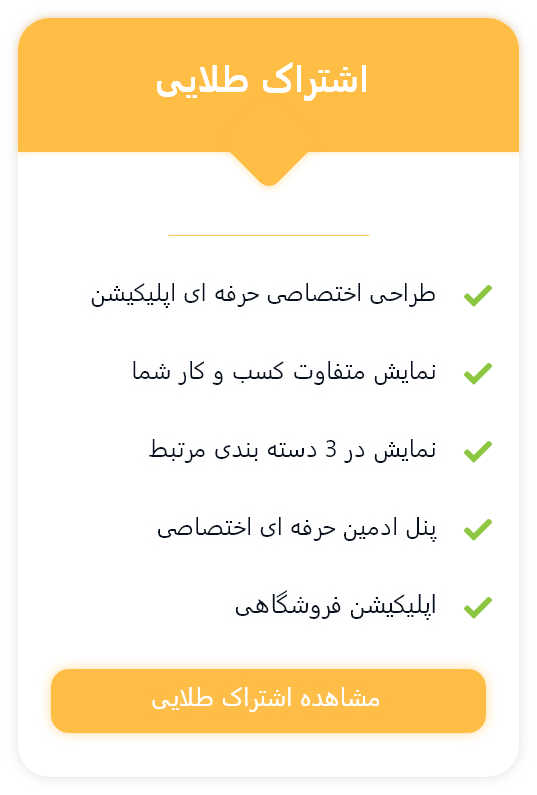 اشتراک طلایی
طراحی اختصاصی حرفه ای اپلیکیشن
نمایش متفاوت کسب و کار شما
نمایش در 3 دسته بندی مرتبط
پنل ادمین حرفه ای اختصاصی
اپلیکیشن فروشگاهی
مشاهده اشتراک طلایی